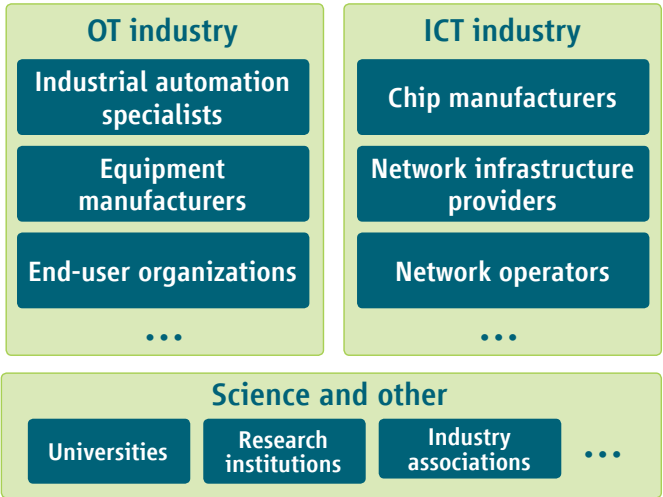 OT industry
Industrial automation
specialists
Equipment
manufacturers
End-user organizations
...
ICT industry
Chip manufacturers
Network infrastructure
providers
Network operators
...
Science and other
Universities
Research
institutions
Industry
associations
...